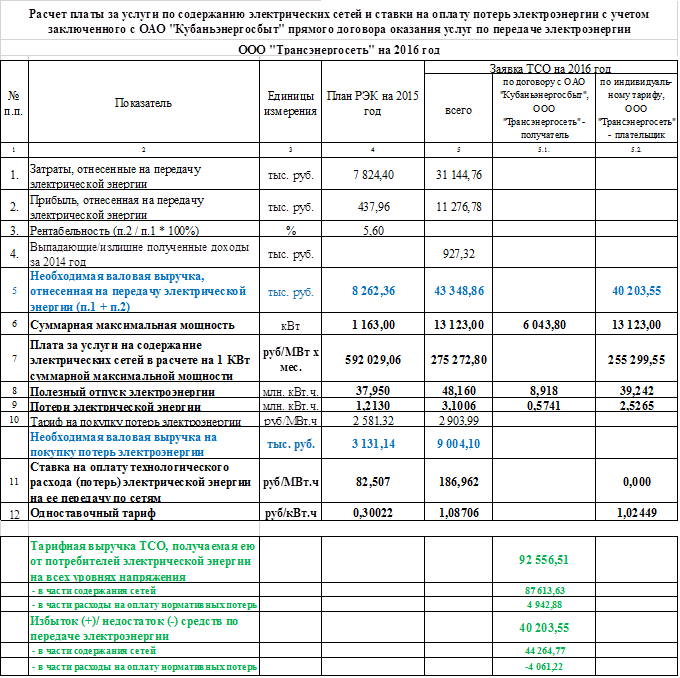 Расчет платы за услуги по содержанию электрических сетей и ставки на оплату потерь электроэнергии с учетом
заключенного с ОАО "Кубаньэнергосбыт" прямого договора оказания услуг по передаче электроэнергии
ООО "Трансэнергосеть" на 2016 год
№ п.п. Показатель Единицы измерения План РЭК на 2015 год Заявка ТСО на 2016 год
всего по договору с ОАО "Кубаньэнергосбыт", ООО "Трансэнергосеть" - получатель по индивидуаль-ному тарифу, ООО "Трансэнергосеть" - плательщик
1 2 3 4 5 5.1. 5.2.
1. Затраты, отнесенные на передачу
электрической энергии тыс. руб. 7 824,40 31 144,76
2. Прибыль, отнесенная на передачу
электрической энергии тыс. руб. 437,96 11 276,78
3. Рентабельность (п.2 / п.1 * 100%) % 5,60
4. Выпадающие/излишне полученные доходы
за 2014 год тыс. руб. 927,32
5 Необходимая валовая выручка,
отнесенная на передачу электрической
энергии (п.1 + п.2) тыс. руб. 8 262,36 43 348,86 40 203,55
6 Суммарная максимальная мощность кВт 1 163,00 13 123,00 6 043,80 13 123,00
7 Плата за услуги на содержание
электрических сетей в расчете на 1 КВт
суммарной максимальной мощности руб/МВт х мес. 592 029,06 275 272,80 255 299,55
8 Полезный отпуск электроэнергии млн. кВт.ч. 37,950 48,160 8,918 39,242
9 Потери электрической энергии млн. кВт.ч. 1,2130 3,1006 0,5741 2,5265
10 Тариф на покупку потерь электроэнергии руб/МВт.ч 2 581,32 2 903,99
Необходимая валовая выручка на
покупку потерь электроэнергии тыс. руб. 3 131,14 9 004,10
11 Ставка на оплату технологического
расхода (потерь) электрической энергии
на ее передачу по сетям руб/МВт.ч 82,507 186,962 0,000
12 Одноставочный тариф руб/кВт.ч 0,30022 1,08706 1,02449
Тарифная выручка ТСО, получаемая ею
от потребителей электрической энергии
на всех уровнях напряжения 92 556,51
- в части содержания сетей 87 613,63
- в части расходы на оплату нормативных потерь 4 942,88
Избыток (+)/ недостаток (-) средств по
передаче электроэнергии 40 203,55
- в части содержания сетей 44 264,77
- в части расходы на оплату нормативных потерь -4 061,22